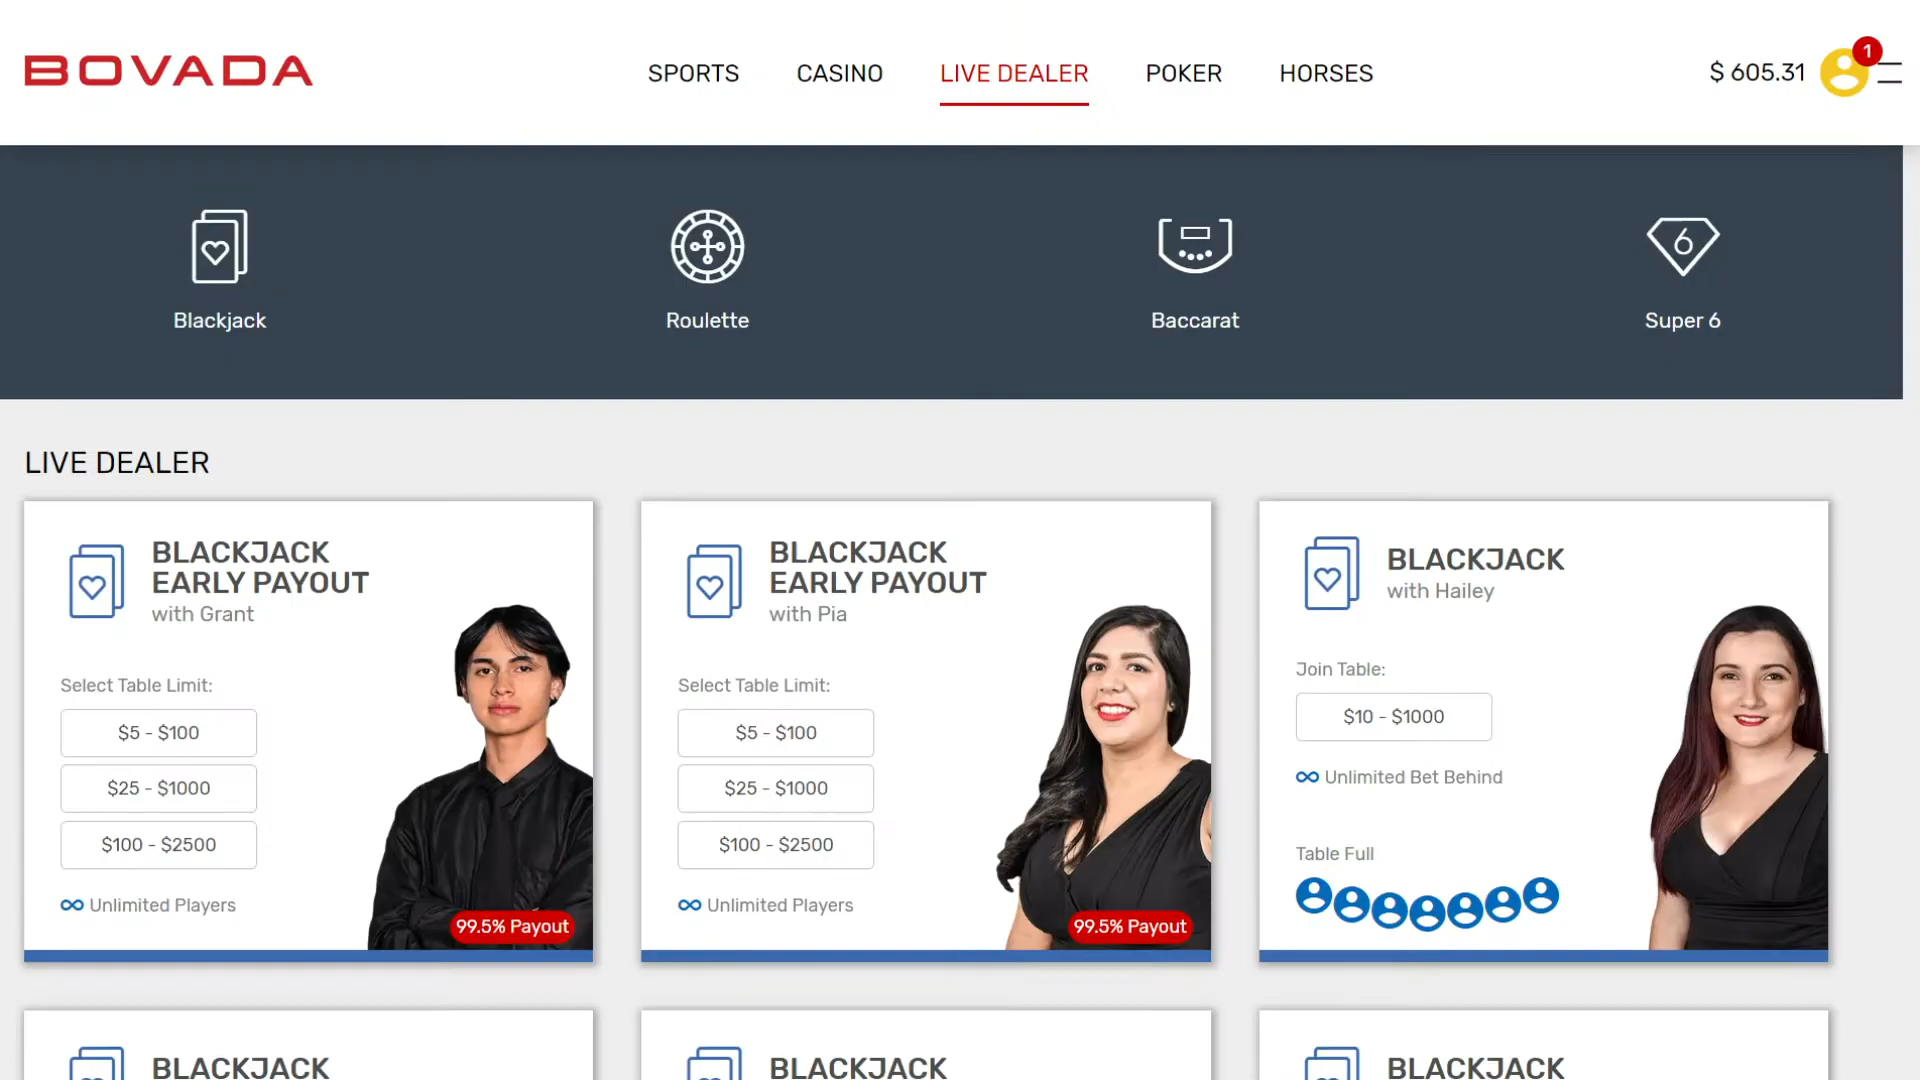 BOVADA
SPORTS
CASINO
LIVE DEALER
POKER
HORSES
$ 605.31
1
Blackjack
Roulette
Baccarat
6
Super 6
LIVE DEALER
BLACKJACK
EARLY PAYOUT
with Grant
Select Table Limit:
$5 - $100
$25 - $1000
$100 - $2500
Unlimited Players
99.5% Payout
BLACKJACK
EARLY PAYOUT
with Pia
Select Table Limit:
$5 - $100
$25 - $1000
$100 - $2500
Unlimited Players
99.5% Payout
BLACKJACK
with Hailey
Join Table:
$10 - $1000
Unlimited Bet Behind
Table Full
BLACKJACK
BLACKJACK
BLACKJACK